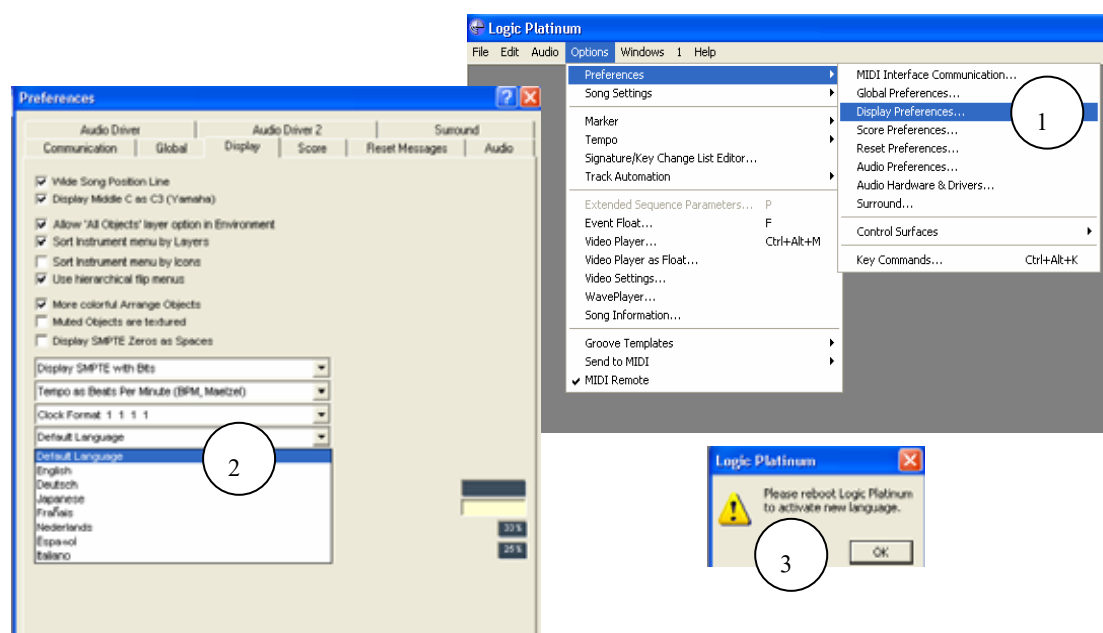 Logic Platinum
File Edit Audio Options Windows 1 Help
Preferences
Song Settings
Marker
Tempo
Signature/Key Change List Editor...
Track Automation
Extended Sequence Parameters... P
Event Float... F
Video Player... Ctrl+Alt+M
Video Player as Float...
Video Settings...
WavePlayer...
Song Information...
Groove Templates
Send to MIDI
MIDI Remote
MIDI Interface Communication...
Global Preferences...
Display Preferences...
Score Preferences...
Reset Preferences...
Audio Preferences...
Audio Hardware & Drivers...
Surround...
Control Surfaces
Key Commands... Ctrl+Alt+K
1
Preferences
Audio Driver Audio Driver 2 Surround
Communication Global Display Score Reset Messages Audio
Wide Song Position Line
Display Middle C as C3 (Yamaha)
Allow 'All Objects' layer option in Environment
Sort Instrument menu by Layers
Sort Instrument menu by Icons
Use hierarchical flip menus
More colorful Arrange Objects
Muted Objects are textured
Display SMPTE Zeros as Spaces
Display SMPTE with Bits
Tempo as Beats Per Minute (BPM, Maelzel)
Clock Format 1 1 1 1
Default Language
Default Language
English
Deutsch
Japanese
Nederlands
Italiano
33%
25%
2
Logic Platinum
Please reboot Logic Platinum
to activate new language.
OK
3